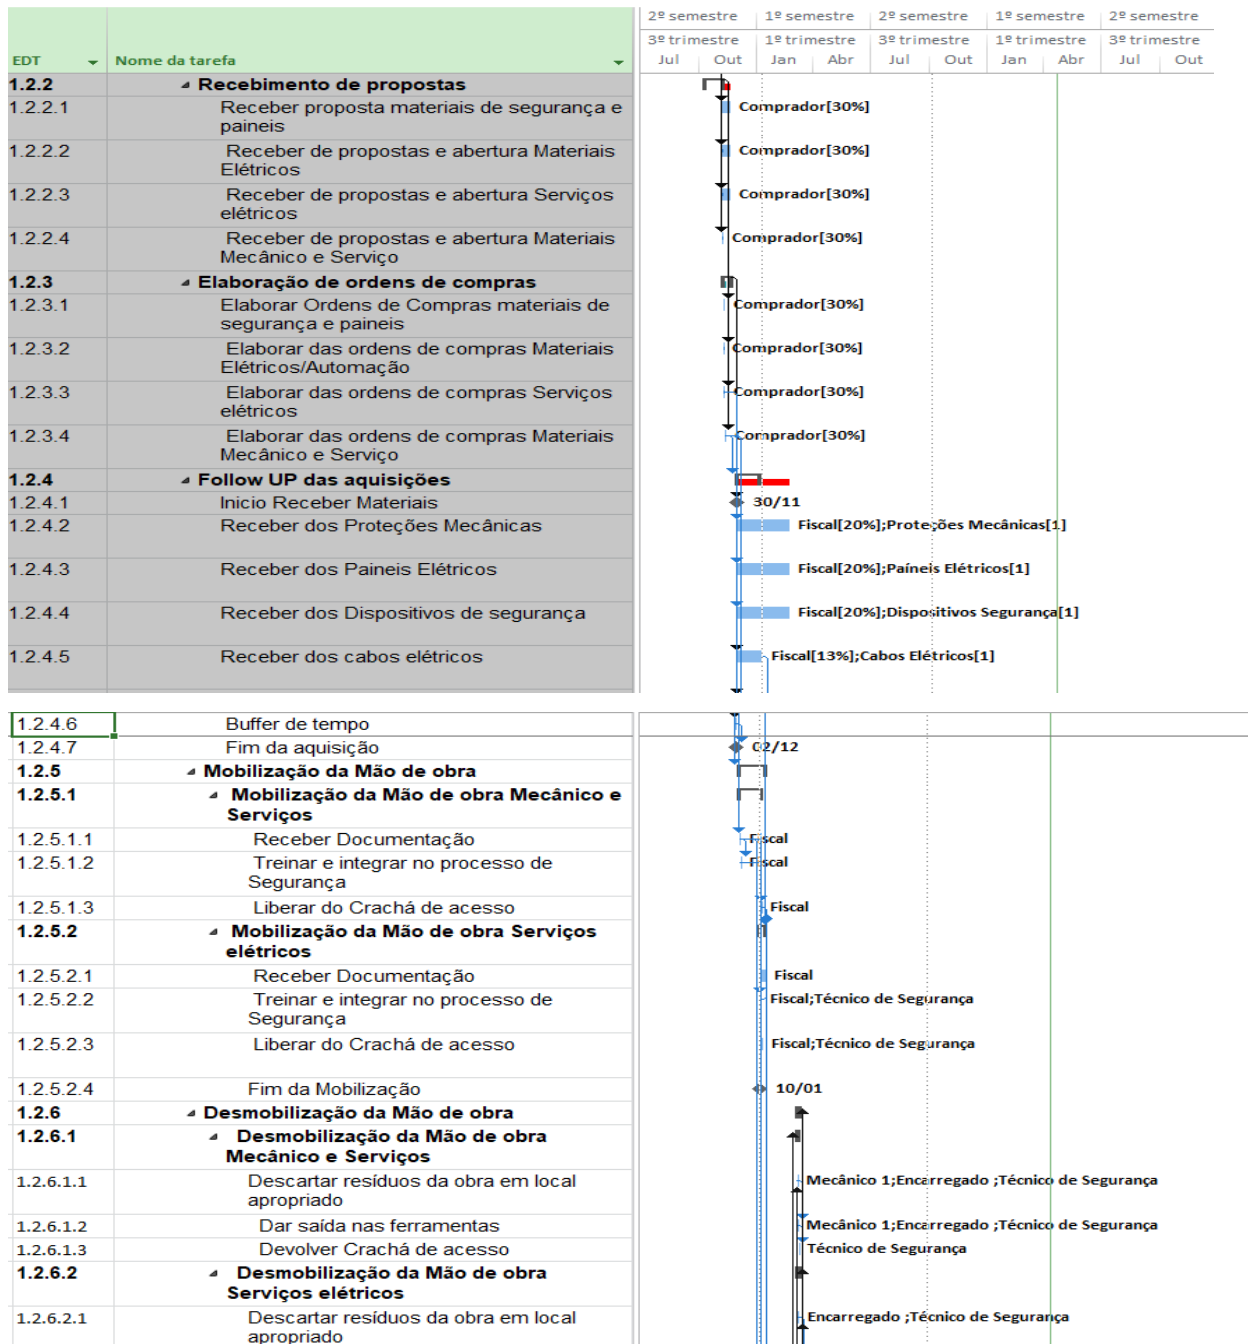 2º semestre 1º semestre 2º semestre 1º semestre 2º semestre
3º trimestre 1º trimestre 3º trimestre 1º trimestre 3º trimestre
EDT Nome da tarefa Jul Out Jan Abr Jul Out Jan Abr Jul Out
1.2.2 Recebimento de propostas
1.2.2.1 Receber proposta materiais de segurança e Comprador[30%]
paineis
1.2.2.2 Receber de propostas e abertura Materiais Comprador[30%]
Elétricos
1.2.2.3 Receber de propostas e abertura Serviços Comprador[30%]
elétricos
1.2.2.4 Receber de propostas e abertura Materiais Comprador[30%]
Mecânico e Serviço
1.2.3 Elaboração de ordens de compras
1.2.3.1 Elaborar Ordens de Compras materiais de Comprador[30%]
segurança e paineis
1.2.3.2 Elaborar das ordens de compras Materiais Comprador[30%]
Elétricos/Automação
1.2.3.3 Elaborar das ordens de compras Serviços Comprador[30%]
elétricos
1.2.3.4 Elaborar das ordens de compras Materiais Comprador[30%]
Mecânico e Serviço
1.2.4 Follow UP das aquisições
1.2.4.1 Inicio Receber Materiais 30/11
1.2.4.2 Receber dos Proteções Mecânicas Fiscal[20%];Proteções Mecânicas[1]
1.2.4.3 Receber dos Paineis Elétricos Fiscal[20%];Paíneis Elétricos[1]
1.2.4.4 Receber dos Dispositivos de segurança Fiscal[20%];Dispositivos Segurança[1]
1.2.4.5 Receber dos cabos elétricos Fiscal[13%];Cabos Elétricos[1]
1.2.4.6 Buffer de tempo
1.2.4.7 Fim da aquisição 02/12
1.2.5 Mobilização da Mão de obra
1.2.5.1 Mobilização da Mão de obra Mecânico e
Serviços
1.2.5.1.1 Receber Documentação Fiscal
1.2.5.1.2 Treinar e integrar no processo de Fiscal
Segurança
1.2.5.1.3 Liberar do Crachá de acesso Fiscal
1.2.5.2 Mobilização da Mão de obra Serviços
elétricos
1.2.5.2.1 Receber Documentação Fiscal
1.2.5.2.2 Treinar e integrar no processo de Fiscal;Técnico de Segurança
Segurança
1.2.5.2.3 Liberar do Crachá de acesso Fiscal;Técnico de Segurança
1.2.5.2.4 Fim da Mobilização 10/01
1.2.6 Desmobilização da Mão de obra
1.2.6.1 Desmobilização da Mão de obra
Mecânico e Serviços
1.2.6.1.1 Descartar resíduos da obra em local Mecânico 1;Encarregado ;Técnico de Segurança
apropriado
1.2.6.1.2 Dar saída nas ferramentas Mecânico 1;Encarregado ;Técnico de Segurança
1.2.6.1.3 Devolver Crachá de acesso Técnico de Segurança
1.2.6.2 Desmobilização da Mão de obra
Serviços elétricos
1.2.6.2.1 Descartar resíduos da obra em local Encarregado ;Técnico de Segurança
apropriado